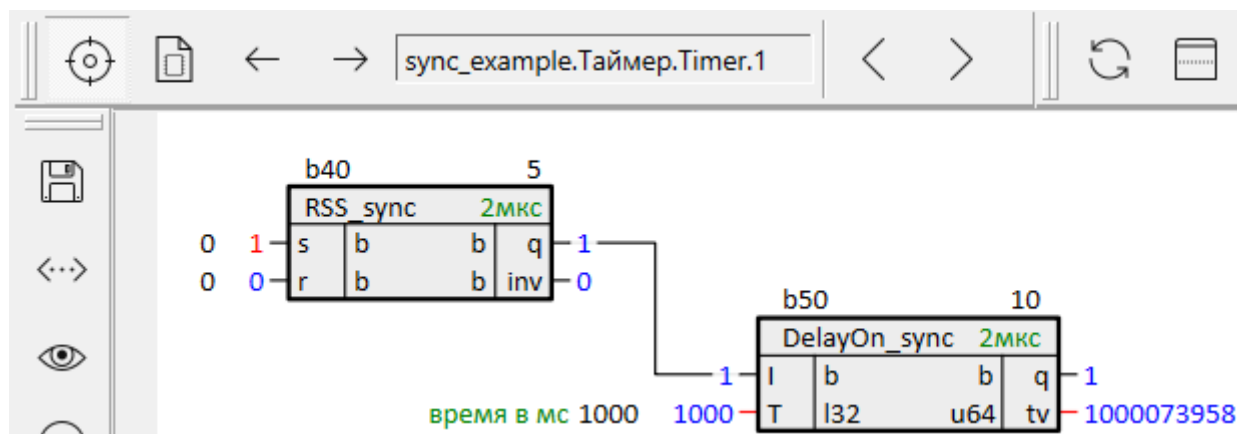 sync_example.Таймер.Timer.1
b40 5
RSS_sync 2мкс
0 1 s b b q 1
0 0 r b b inv 0
b50 10
DelayOn_sync 2мкс
1 I b b q 1
время в мс 1000 1000 T l32 u64 tv 1000073958